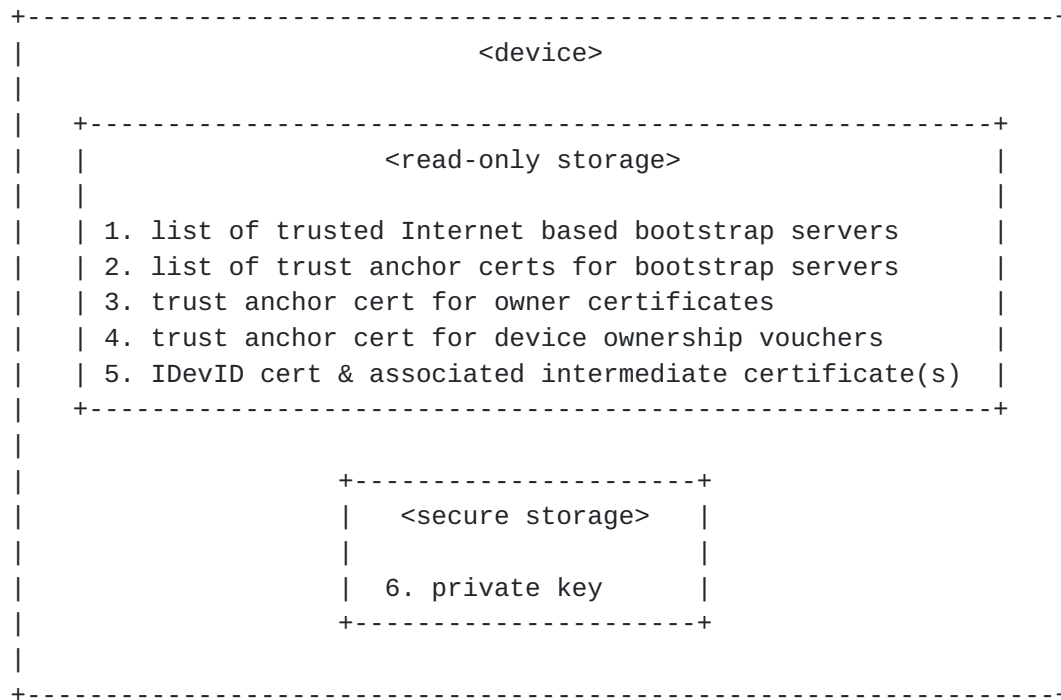 <device>
<read-only storage>
1. list of trusted Internet based bootstrap servers
2. list of trust anchor certs for bootstrap servers
3. trust anchor cert for owner certificates
4. trust anchor cert for device ownership vouchers
5. IDevID cert & associated intermediate certificate(s)
<secure storage>
6. private key